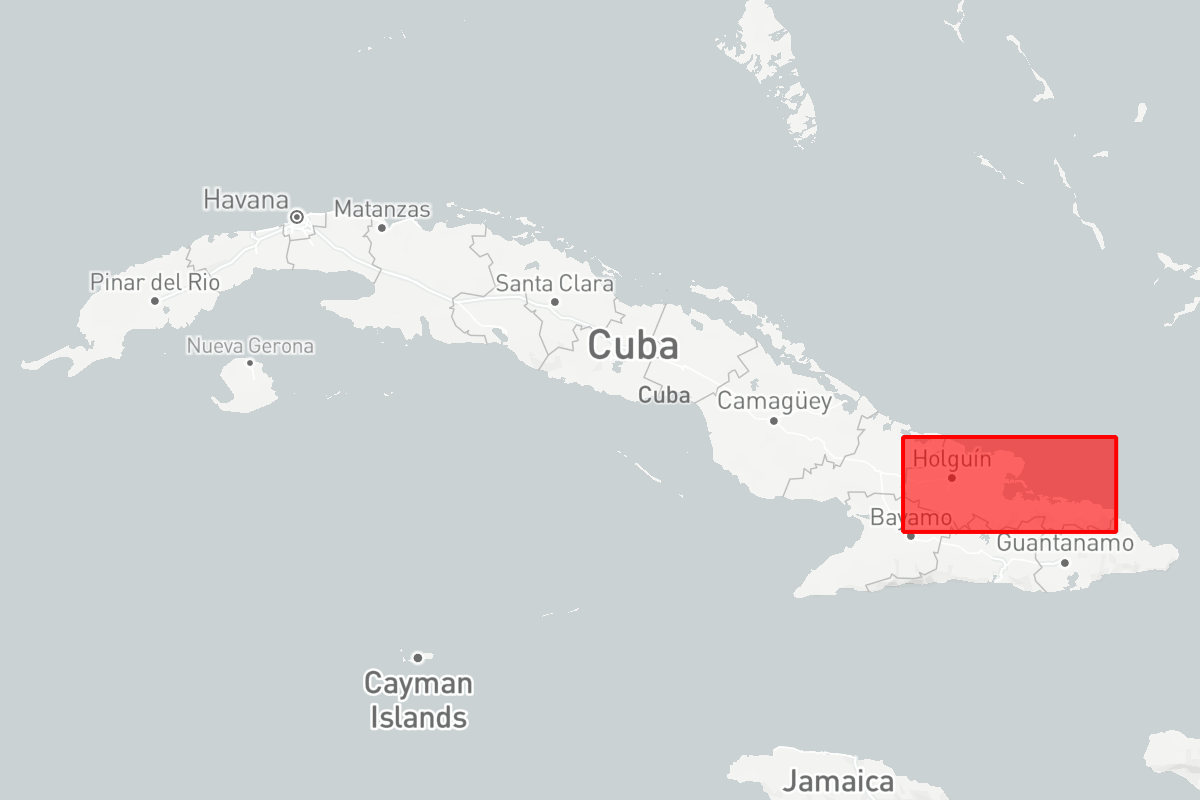 Havana
Matanzas
Pinar del Rio
Santa Clara
Nueva Gerona
Cuba
Cuba
Camagüey
Holguín
Bayamo
Guantanamo
Cayman
Islands
Jamaica